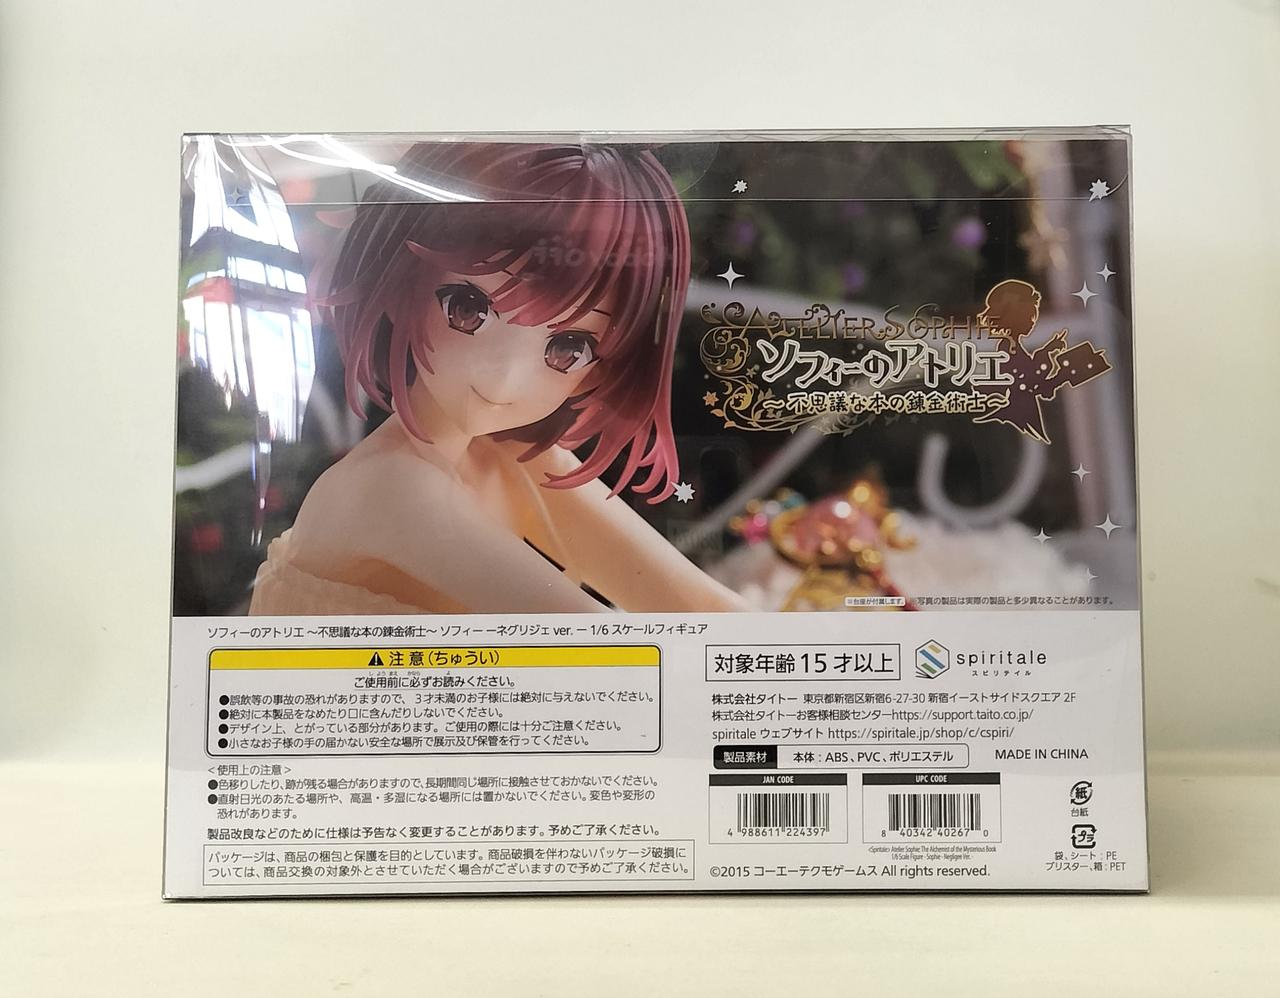 HOBBY OFF
ATELIER SOPHIE
ソフィーのアトリエ
～不思議な本の錬金術士～
※台座が付属します。 ※写真の製品は実際の製品と多少異なることがあります。
ソフィーのアトリエ ～不思議な本の錬金術士～ ソフィー ーネグリジェ ver. ー 1/6 スケールフィギュア
注意(ちゅうい)
ご使用前に必ずお読みください。
●誤飲等の事故の恐れがありますので、3才未満のお子様には絶対に与えないでください。
●絶対に本製品をなめたり口に含んだりしないでください。
●デザイン上、とがっている部分があります。ご使用の際には十分ご注意ください。
●小さなお子様の手の届かない安全な場所で展示及び保管を行ってください。
<使用上の注意>
●色移りしたり、跡が残る場合がありますので、長期間同じ場所に接触させておかないでください。
●直射日光のあたる場所や、高温・多湿になる場所には置かないでください。変色や変形の
恐れがあります。
製品改良などのために仕様は予告なく変更することがあります。予めご了承ください。
パッケージは、商品の梱包と保護を目的としています。商品破損を伴わないパッケージ破損に
ついては、商品交換の対象外とさせていただく場合がございますので予めご了承ください。
対象年齢 15 才以上
spiritale
スピリテイル
株式会社タイトー 東京都新宿区新宿6-27-30 新宿イーストサイドスクエア 2F
株式会社タイトーお客様相談センターhttps://support.taito.co.jp/
spiritale ウェブサイト https://spiritale.jp/shop/c/cspiri/
製品素材 本体：ABS、PVC、ポリエステル
MADE IN CHINA
JAN CODE
4 988611 224397
UPC CODE
8 40342 40267 0
<Spiritale> Atelier Sophie: The Alchemist of the Mysterious Book
1/6 Scale Figure - Sophie - Negligee Ver. -
©2015 コーエーテクモゲームス All rights reserved.
紙
台紙
プラ
袋、シート：PE
ブリスター、箱：PET